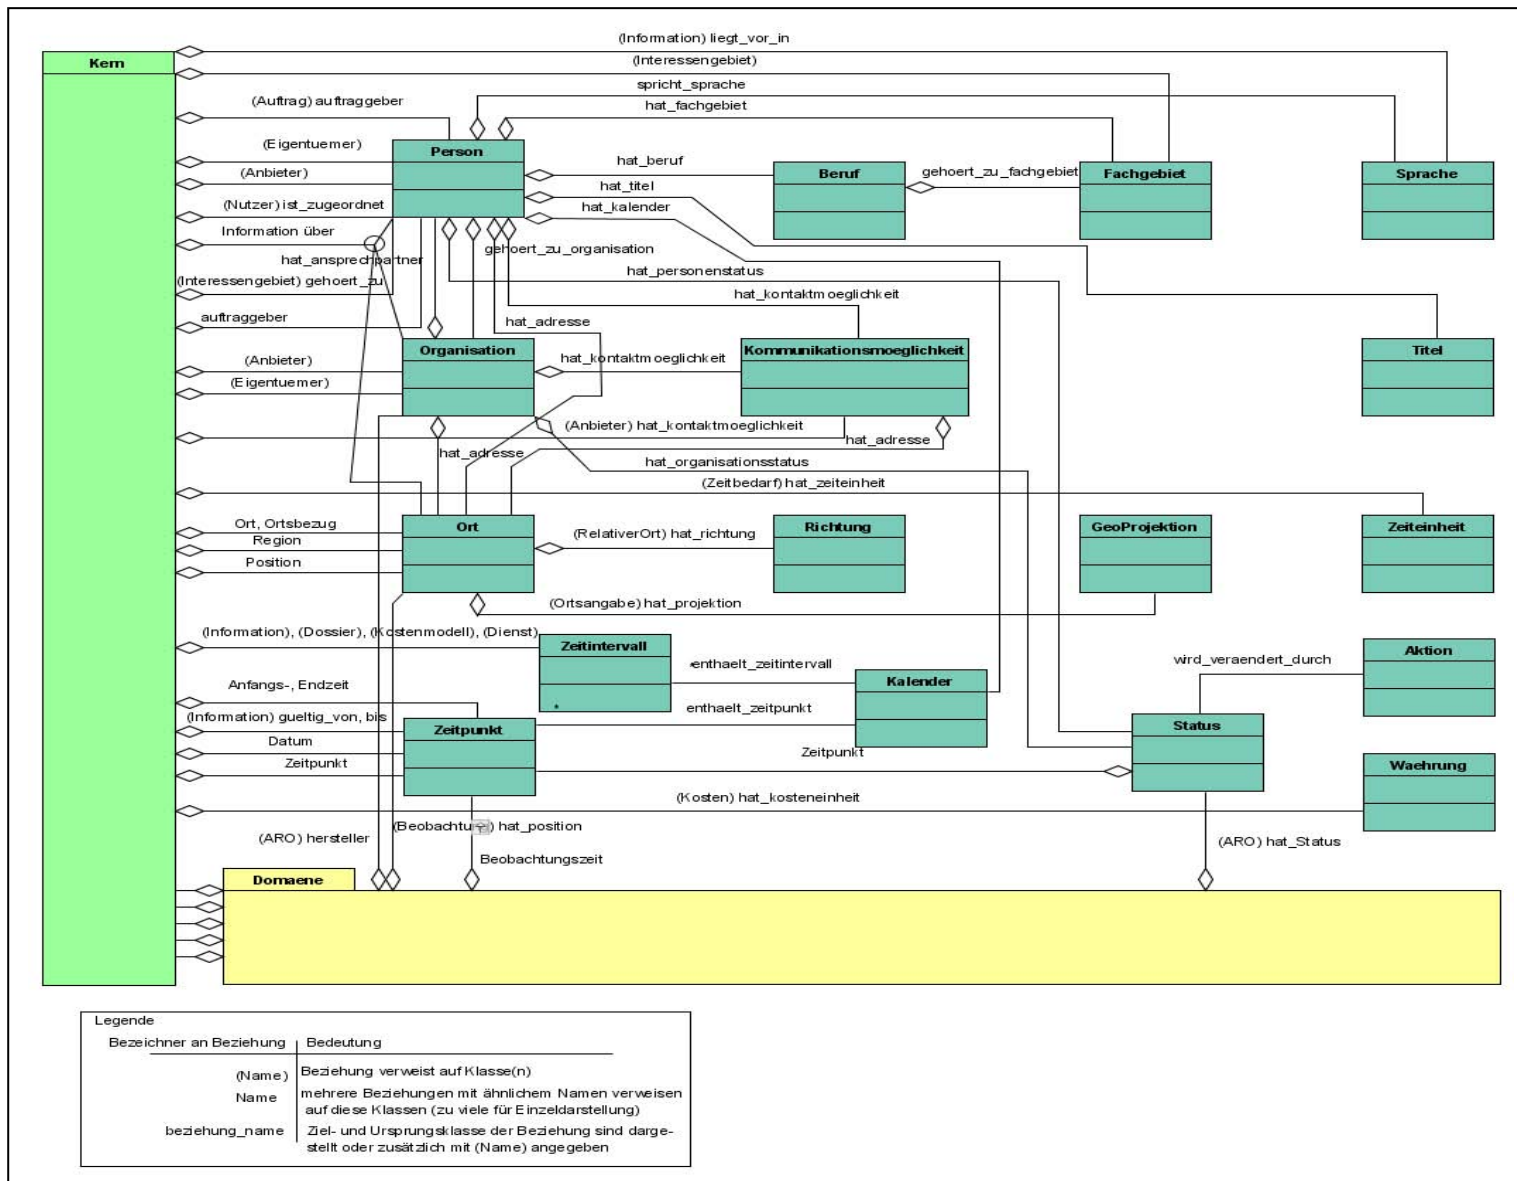 (Information) liegt_vor_in
Kern
(Interessengebiet)
spricht_sprache
(Auftrag) auftraggeber
hat_fachgebiet
(Eigentuemer)
Person
hat_beruf
Beruf
gehoert_zu_fachgebiet
Fachgebiet
Sprache
(Anbieter)
hat_titel
(Nutzer) ist_zugeordnet
hat_kalender
Information über
gehoert_zu_organisation
hat_ansprechpartner
hat_personenstatus
(Interessengebiet) gehoert_zu
hat_kontaktmoeglichkeit
auftraggeber
hat_adresse
Organisation
Kommunikationsmoeglichkeit
Titel
(Anbieter)
hat_kontaktmoeglichkeit
(Eigentuemer)
(Anbieter) hat_kontaktmoeglichkeit
hat_adresse
hat_adresse
hat_organisationsstatus
(Zeitbedarf) hat_zeiteinheit
Ort, Ortsbezug
Ort
Richtung
GeoProjektion
Zeiteinheit
Region
(RelativerOrt) hat_richtung
Position
(Ortsangabe) hat_projektion
(Information), (Dossier), (Kostenmodell), (Dienst)
Zeitintervall
*
*enthaelt_zeitintervall
wird_veraendert_durch
Aktion
Anfangs-, Endzeit
Kalender
enthaelt_zeitpunkt
(Information) gueltig_von, bis
Zeitpunkt
Status
Datum
Zeitpunkt
Zeitpunkt
Waehrung
(Kosten) hat_kosteneinheit
(Beobachtung) hat_position
(ARO) hersteller
(ARO) hat_Status
Beobachtungszeit
Domaene
Legende
Bezeichner an Beziehung Bedeutung
(Name) Beziehung verweist auf Klasse(n)
Name mehrere Beziehungen mit ähnlichem Namen verweisen
auf diese Klassen (zu viele für Einzeldarstellung)
beziehung_name Ziel- und Ursprungsklasse der Beziehung sind darge-
stellt oder zusätzlich mit (Name) angegeben